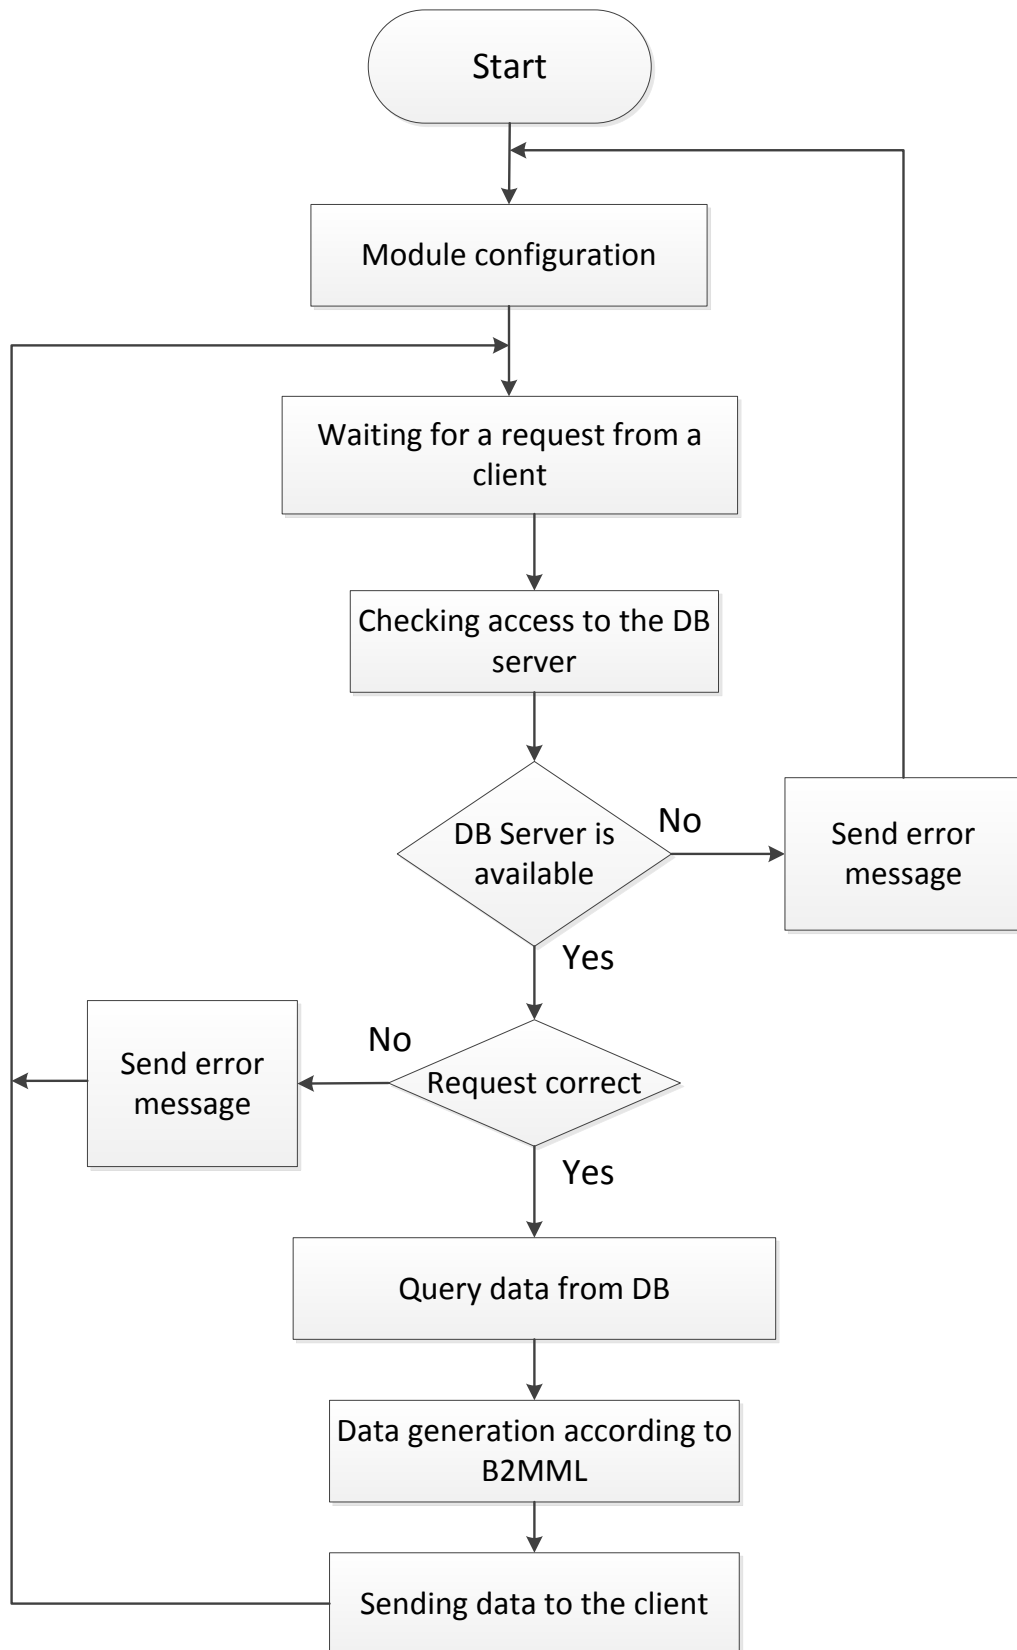 Start
Module configuration
Waiting for a request from a
client
Checking access to the DB
server
DB Server is
available
No
Send error
message
Yes
No
Send error
message
Request correct
Yes
Query data from DB
Data generation according to
B2MML
Sending data to the client